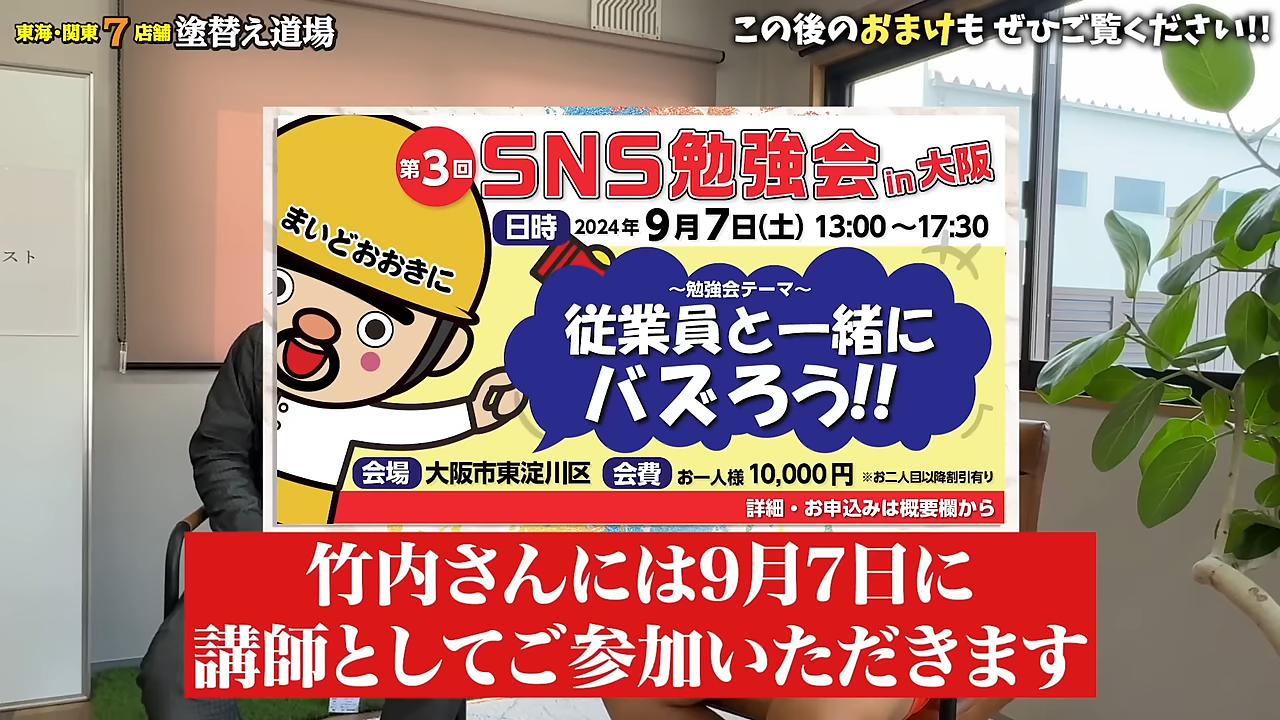 東海・関東7店舗塗替え道場
この後のおまけも ぜひご覧ください!!
スト
第3回 SNS勉強会in大阪
日時 2024年9月7日(土) 13:00〜17:30
まいどおおきに
〜勉強会テーマ〜
従業員と一緒に
バズろう!!
会場 大阪市東淀川区 会費 お一人様 10,000円 ※お二人目以降割引有り
詳細・お申込みは概要欄から
竹内さんには9月7日に
講師としてご参加いただきます